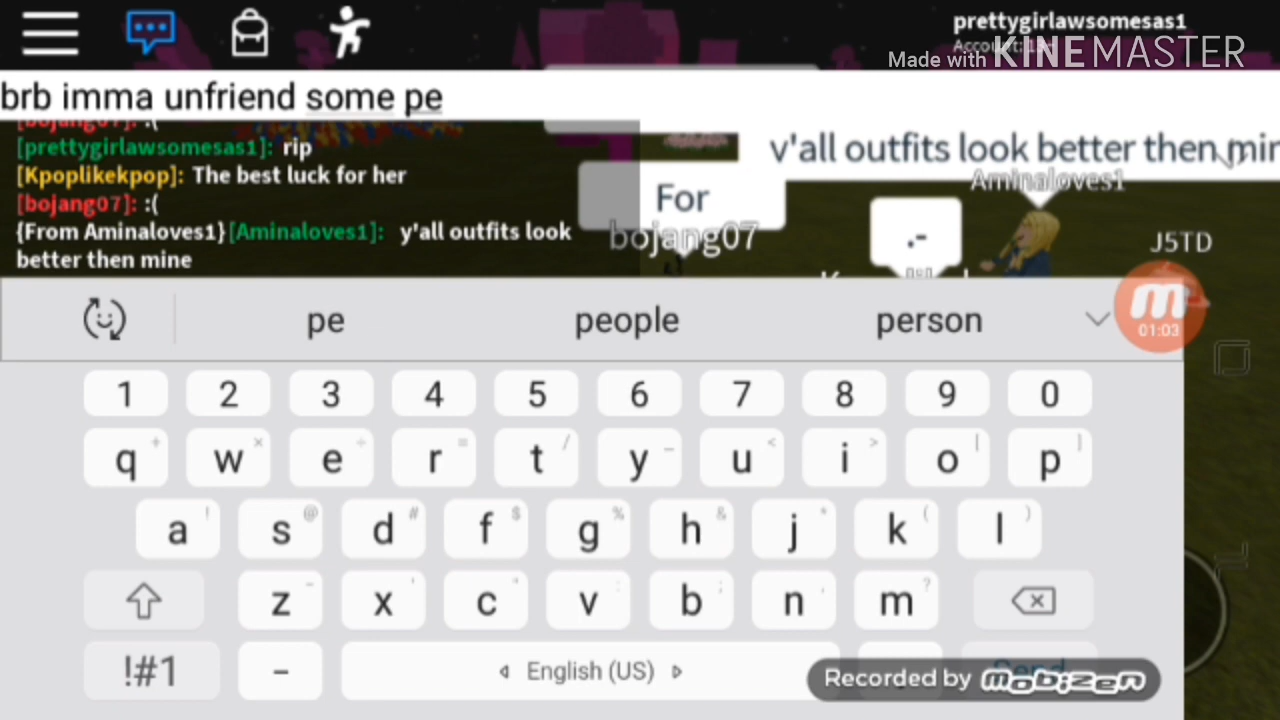 prettygirlawsomesas1
Made with KINEMASTER
brb imma unfriend some pe
[bojang07]: :(
[prettygirlawsomesas1]: rip
[Kpoplikekpop]: The best luck for her
[bojang07]: :(
{From Aminaloves1}[Aminaloves1]: y'all outfits look
better then mine
y'all outfits look better then min
Aminaloves1
For
bojang07
.-
J5TD
pe people person
01:03
1 2 3 4 5 6 7 8 9 0
q w e r t y u i o p
a s d f g h j k l
z x c v b n m
!#1 - English (US)
Send
Recorded by mobizen